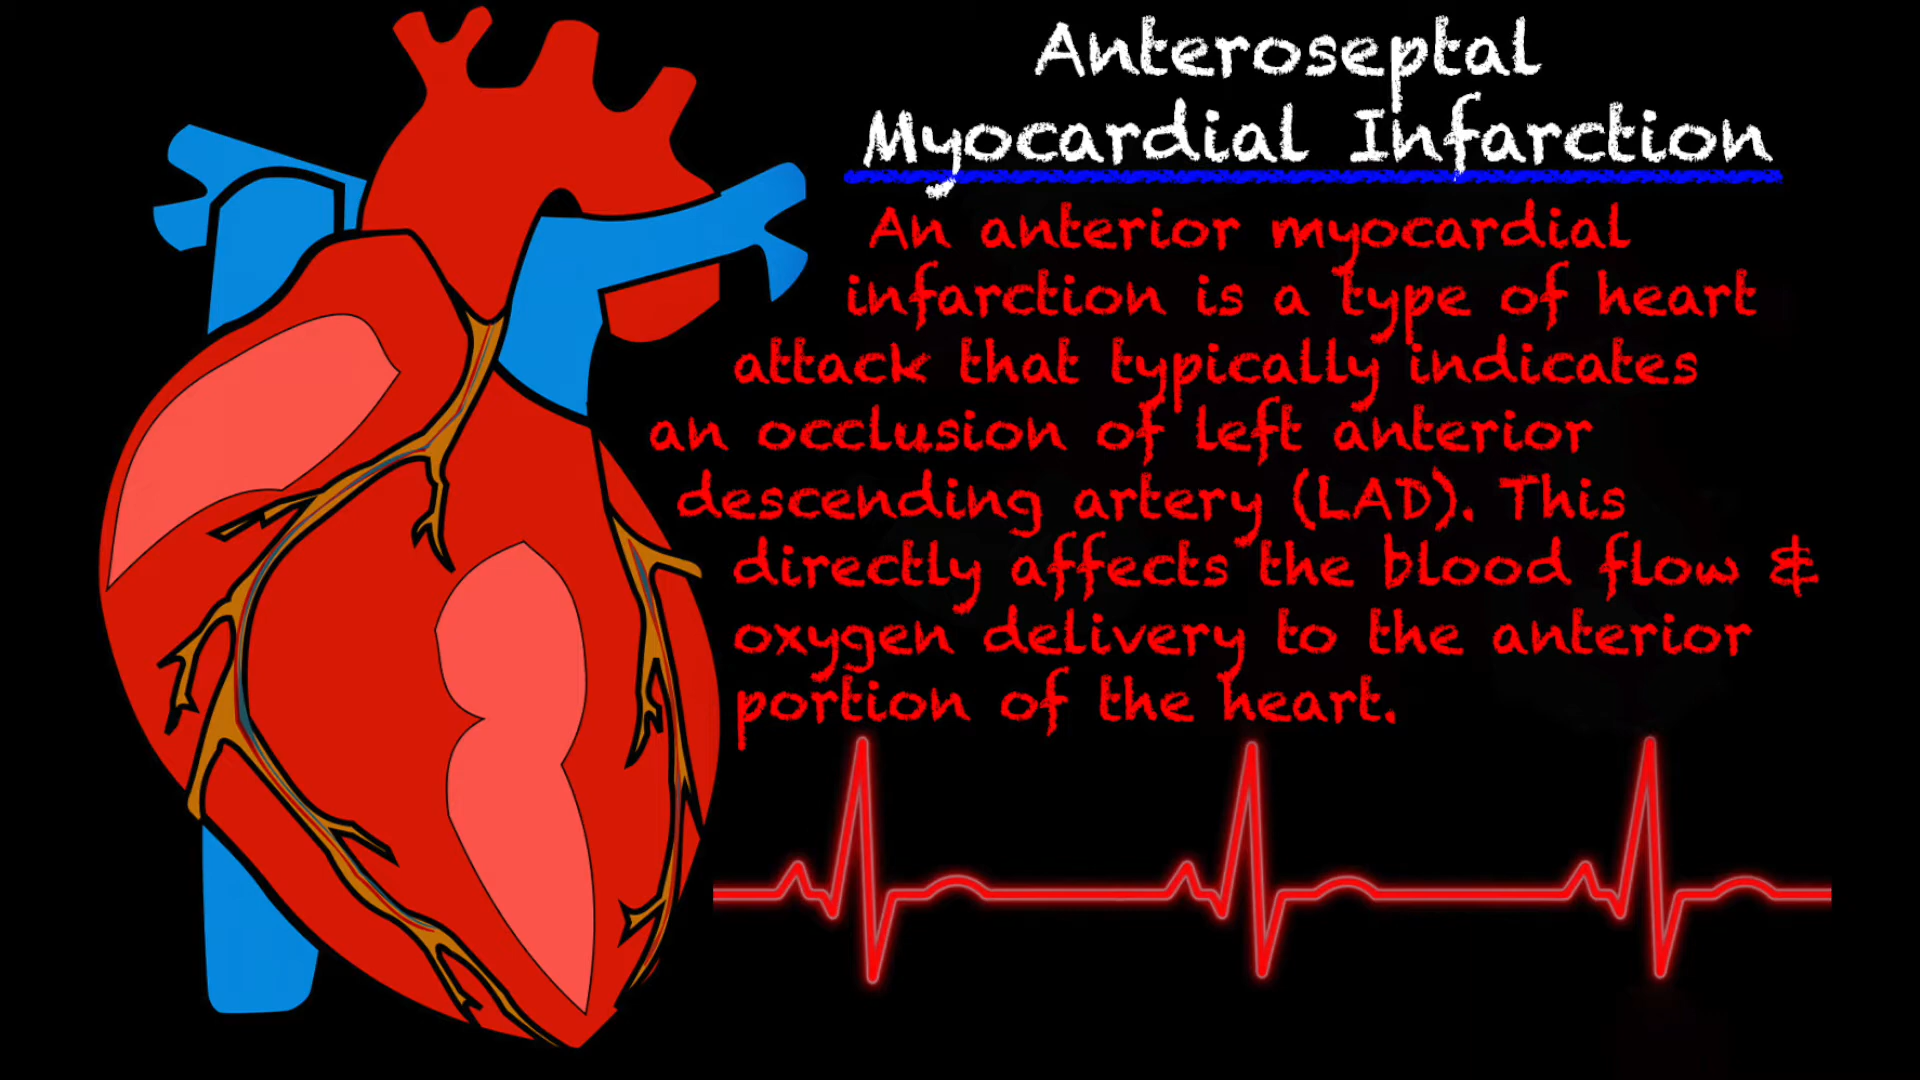 Anteroseptal
Myocardial Infarction
An anterior myocardial
infarction is a type of heart
attack that typically indicates
an occlusion of left anterior
descending artery (LAD). This
directly affects the blood flow &
oxygen delivery to the anterior
portion of the heart.